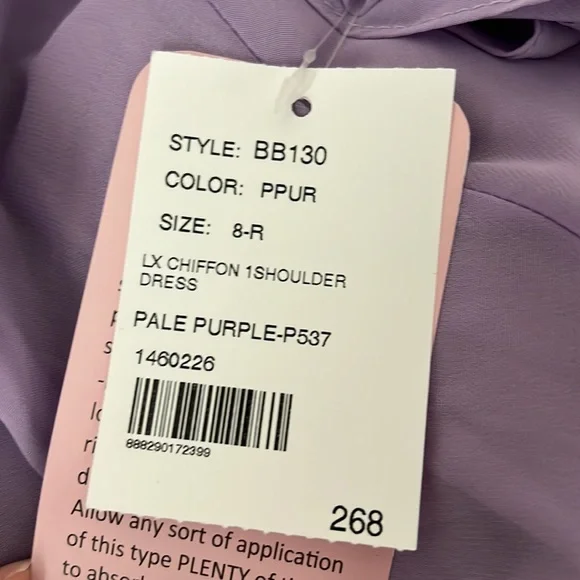 STYLE: BB130
COLOR: PPUR
SIZE: 8-R
LX CHIFFON 1SHOULDER
DRESS
PALE PURPLE-P537
1460226
888290172399
268
Allow any sort of application
of this type PLENTY of
to